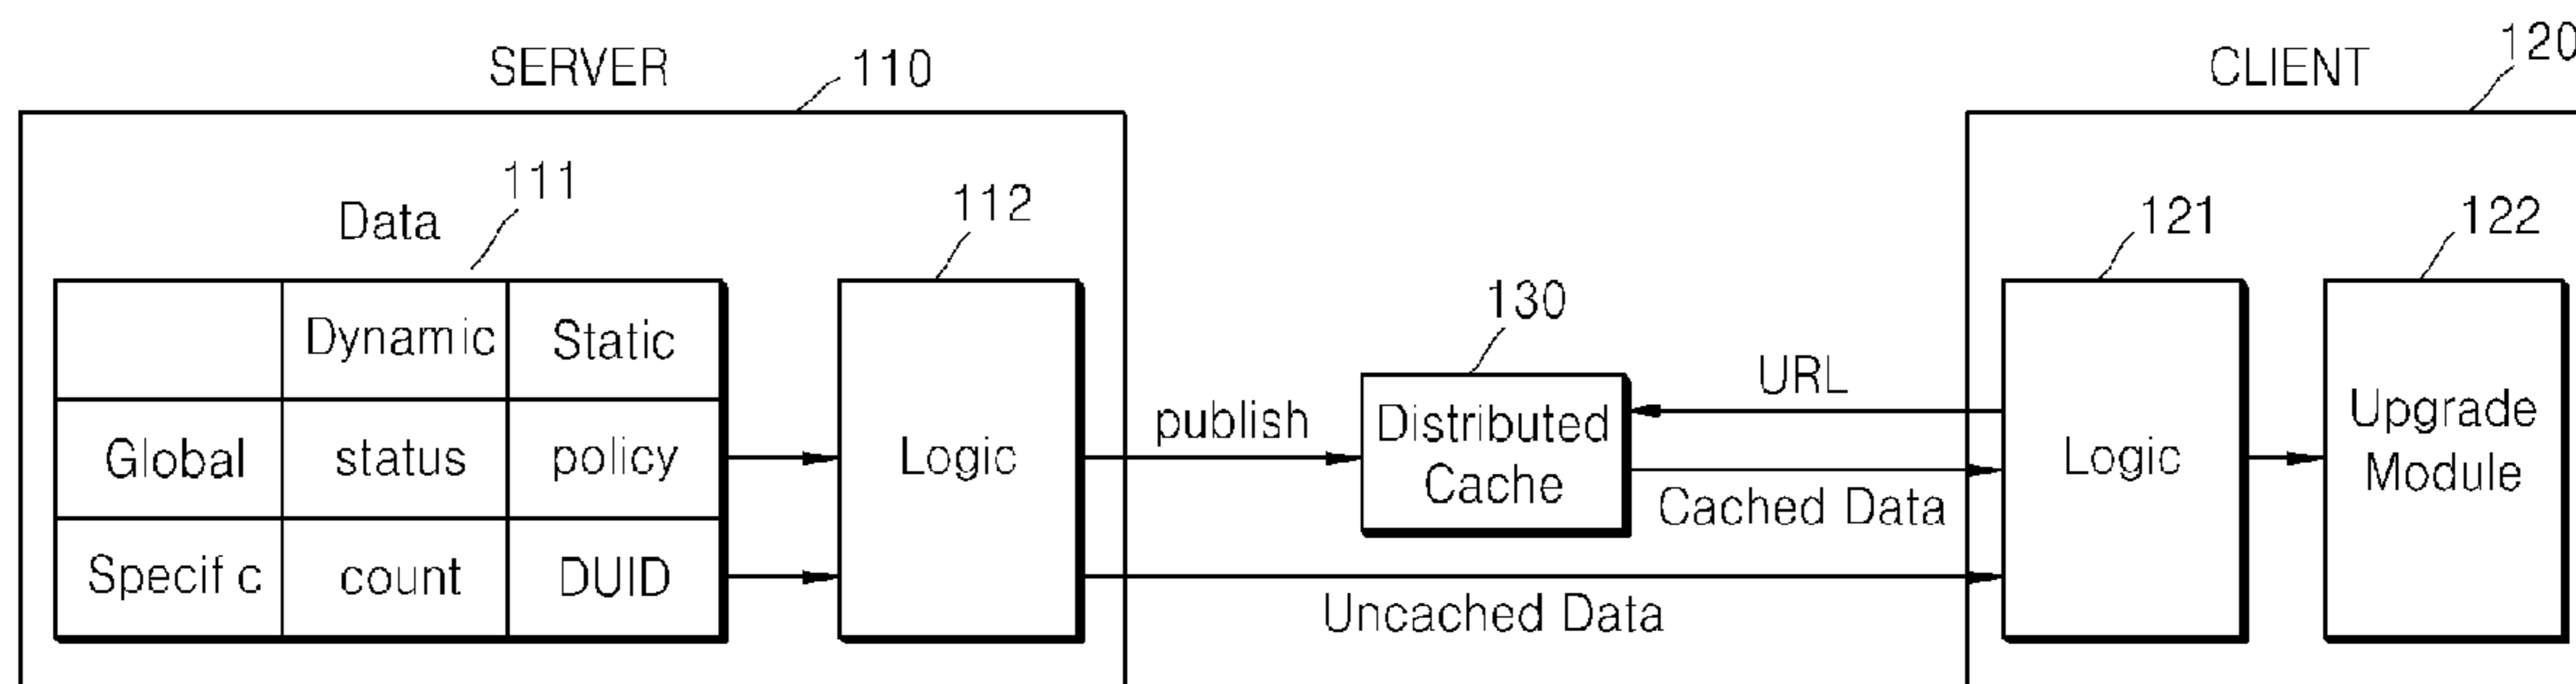 SERVER
110
CLIENT
120
Data
111
112
130
121
122
Dynamic Static
Global status policy
Specif c count DUID
Logic
publish
Distributed
Cache
URL
Cached Data
Uncached Data
Logic
Upgrade
Module